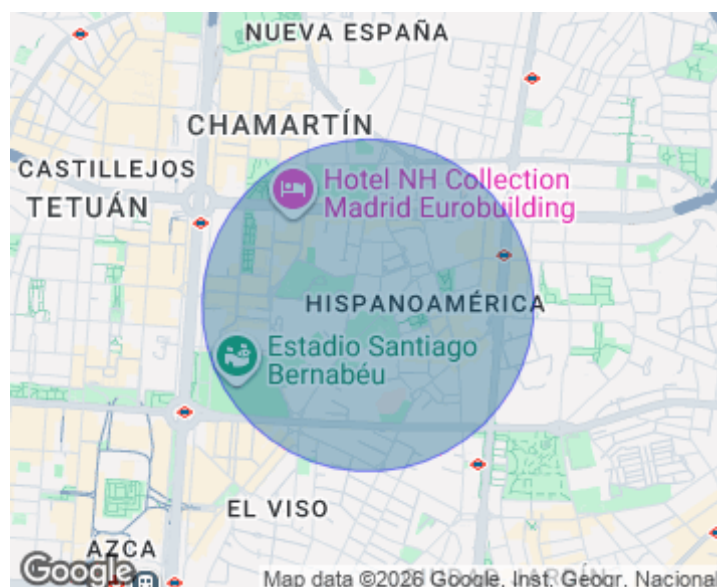 NUEVA ESPAÑA
CHAMARTÍN
CASTILLEJOS
TETUÁN
Hotel NH Collection
Madrid Eurobuilding
HISPANOAMÉRICA
Estadio Santiago
Bernabéu
EL VISO
AZCA
Google
Map data ©2026 Google, Inst. Geogr. Nacional